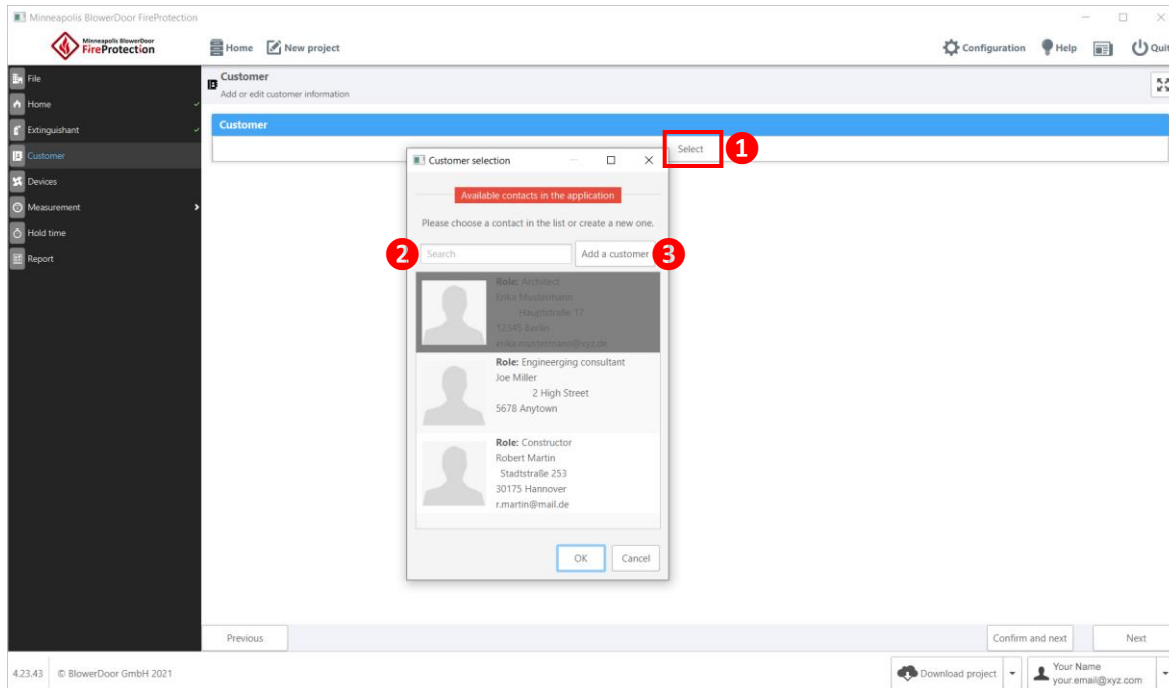 Minneapolis BlowerDoor FireProtection
Minneapolis BlowerDoor
FireProtection
Home
New project
Configuration
Help
Quit
File
Home
Extinguishant
Customer
Devices
Measurement
Hold time
Report
Customer
Add or edit customer information
Customer
Select
1
Customer selection
Available contacts in the application
Please choose a contact in the list or create a new one.
2
Search
Add a customer
3
Role: Architect
Erika Mustermann
Hauptstraße 17
12345 Berlin
erika.mustermann@xyz.de
Role: Engineerging consultant
Joe Miller
2 High Street
5678 Anytown
Role: Constructor
Robert Martin
Stadtstraße 253
30175 Hannover
r.martin@mail.de
OK
Cancel
Previous
Confirm and next
Next
4.23.43
© BlowerDoor GmbH 2021
Download project
Your Name
your.email@xyz.com